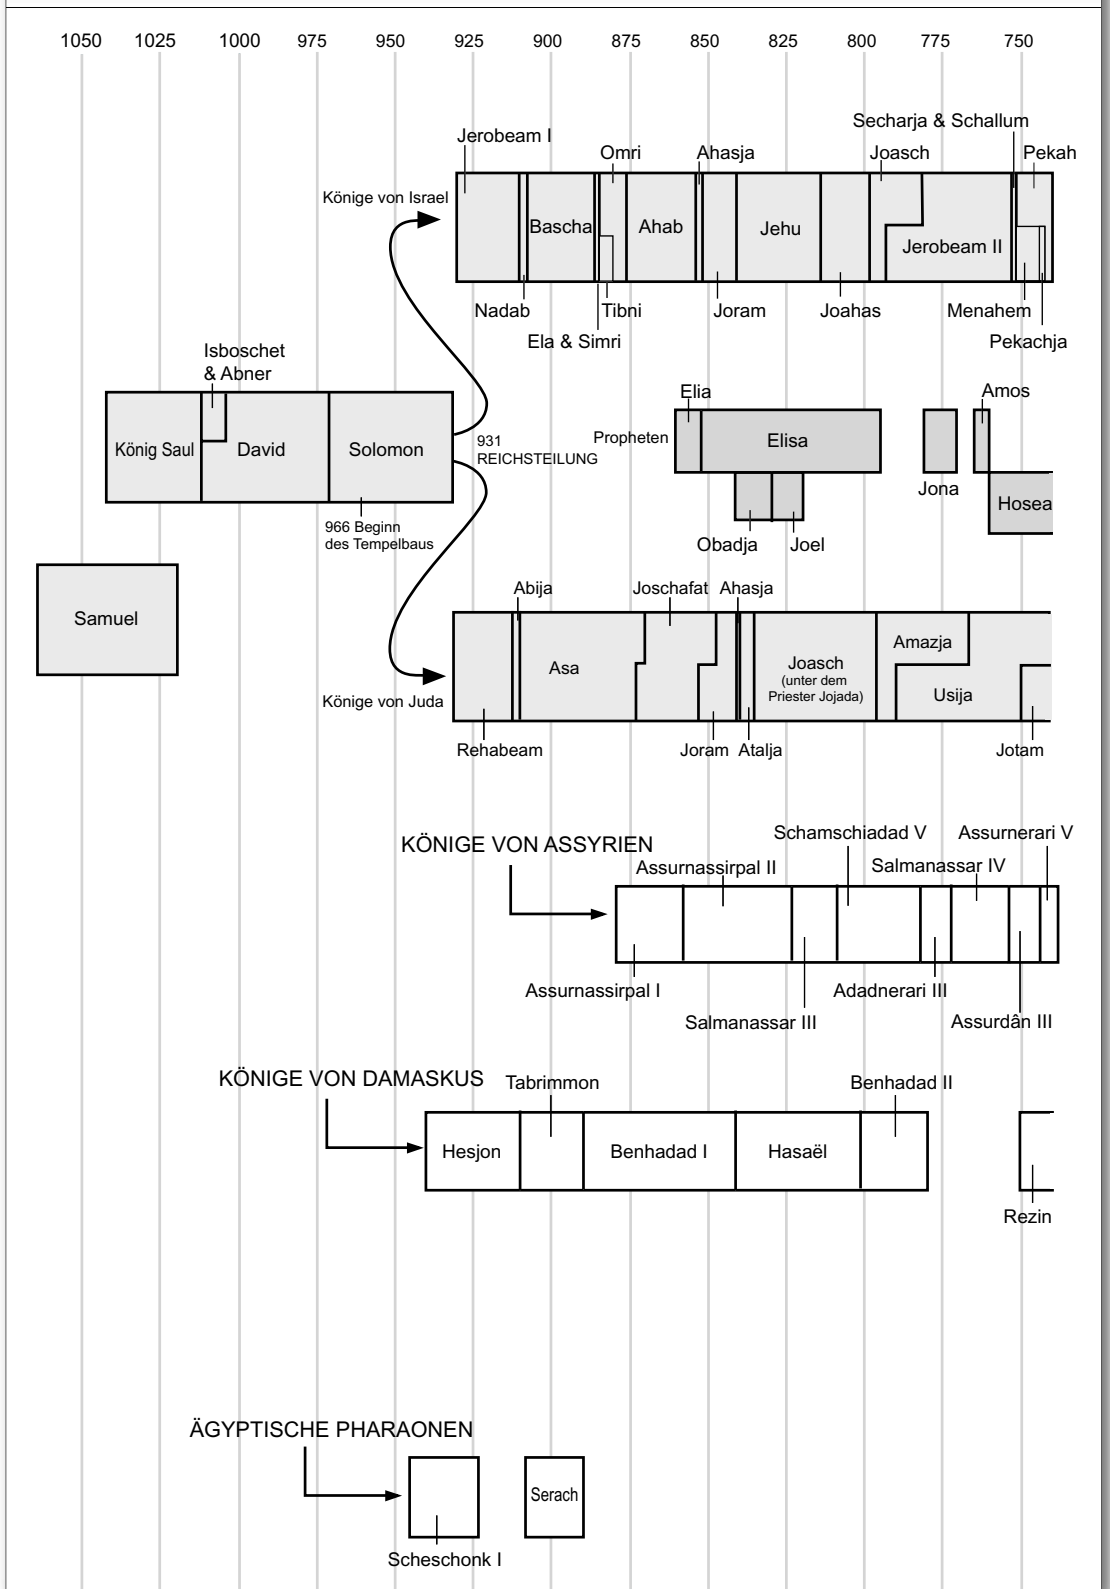 1050 1025 1000 975 950 925 900 875 850 825 800 775 750
Secharja & Schallum
Jerobeam I
Omri
Ahasja
Joasch
Pekah
Könige von Israel
Bascha
Ahab
Jehu
Jerobeam II
Nadab
Tibni
Joram
Joahas
Menahem
Ela & Simri
Pekachja
Isboschet
& Abner
König Saul
David
Solomon
931
REICHSTEILUNG
966 Beginn
des Tempelbaus
Propheten
Elia
Elisa
Amos
Jona
Hosea
Obadja
Joel
Samuel
Abija
Joschafat
Ahasja
Asa
Joasch
(unter dem
Priester Jojada)
Amazja
Usija
Könige von Juda
Rehabeam
Joram
Atalja
Jotam
KÖNIGE VON ASSYRIEN
Schamschiadad V
Assurnerari V
Assurnassirpal II
Salmanassar IV
Assurnassirpal I
Adadnerari III
Salmanassar III
Assurdân III
KÖNIGE VON DAMASKUS
Tabrimmon
Benhadad II
Hesjon
Benhadad I
Hasaël
Rezin
ÄGYPTISCHE PHARAONEN
Serach
Scheschonk I